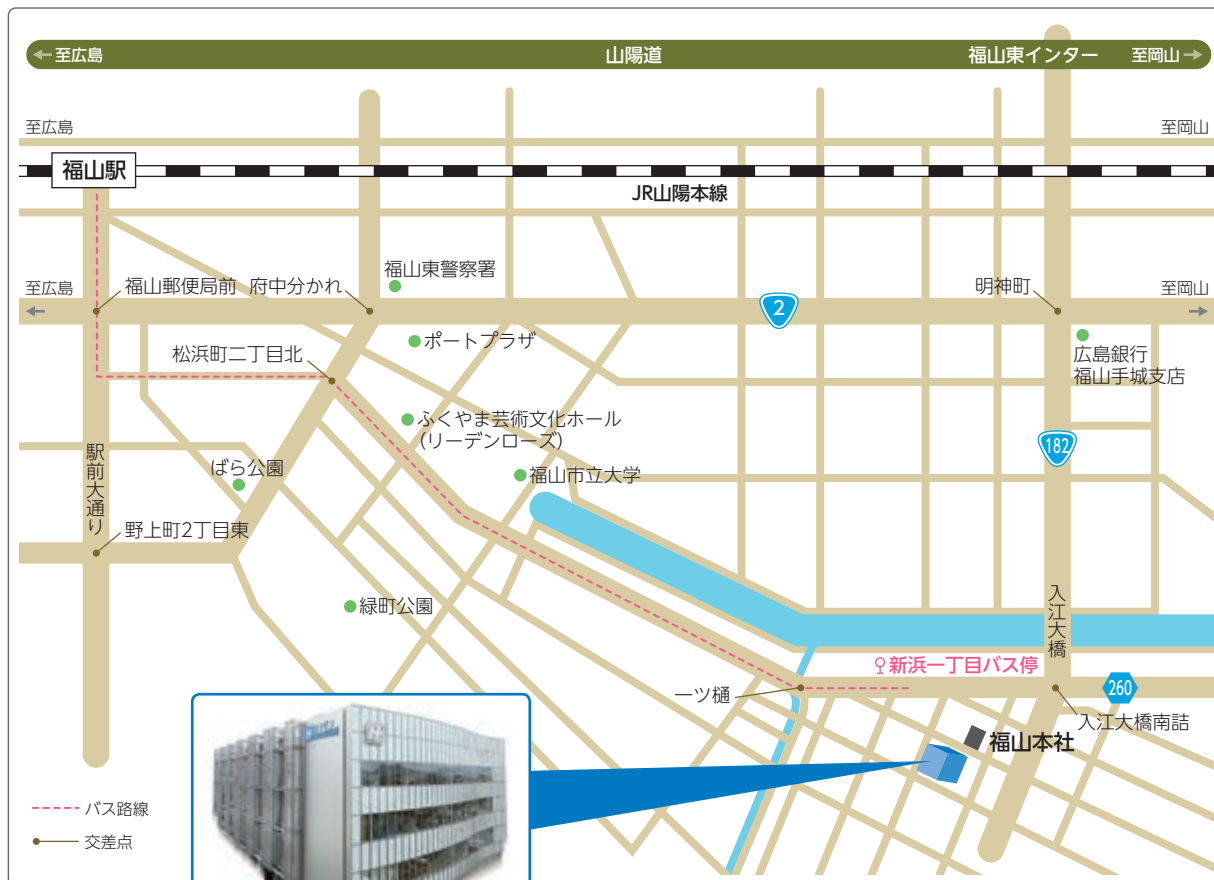 至広島
山陽道
福山東インター
至岡山
至広島
至岡山
福山駅
JR山陽本線
福山東警察署
至広島
福山郵便局前
府中分かれ
2
明神町
至岡山
ポートプラザ
松浜町二丁目北
広島銀行
福山手城支店
ふくやま芸術文化ホール
(リーデンローズ)
182
駅前大通り
ばら公園
福山市立大学
野上町2丁目東
緑町公園
入江大橋
新浜一丁目バス停
一ツ樋
260
入江大橋南詰
福山本社
バス路線
交差点